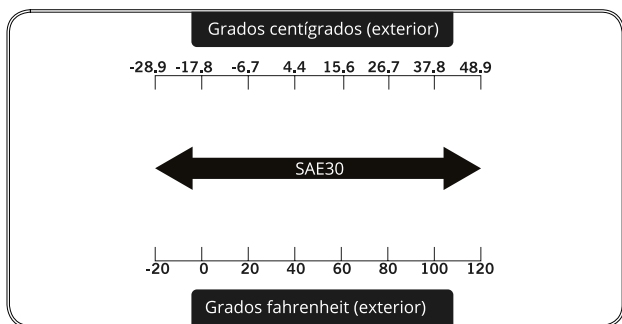 Grados centígrados (exterior)
-28.9 -17.8 -6.7 4.4 15.6 26.7 37.8 48.9
SAE30
-20 0 20 40 60 80 100 120
Grados fahrenheit (exterior)